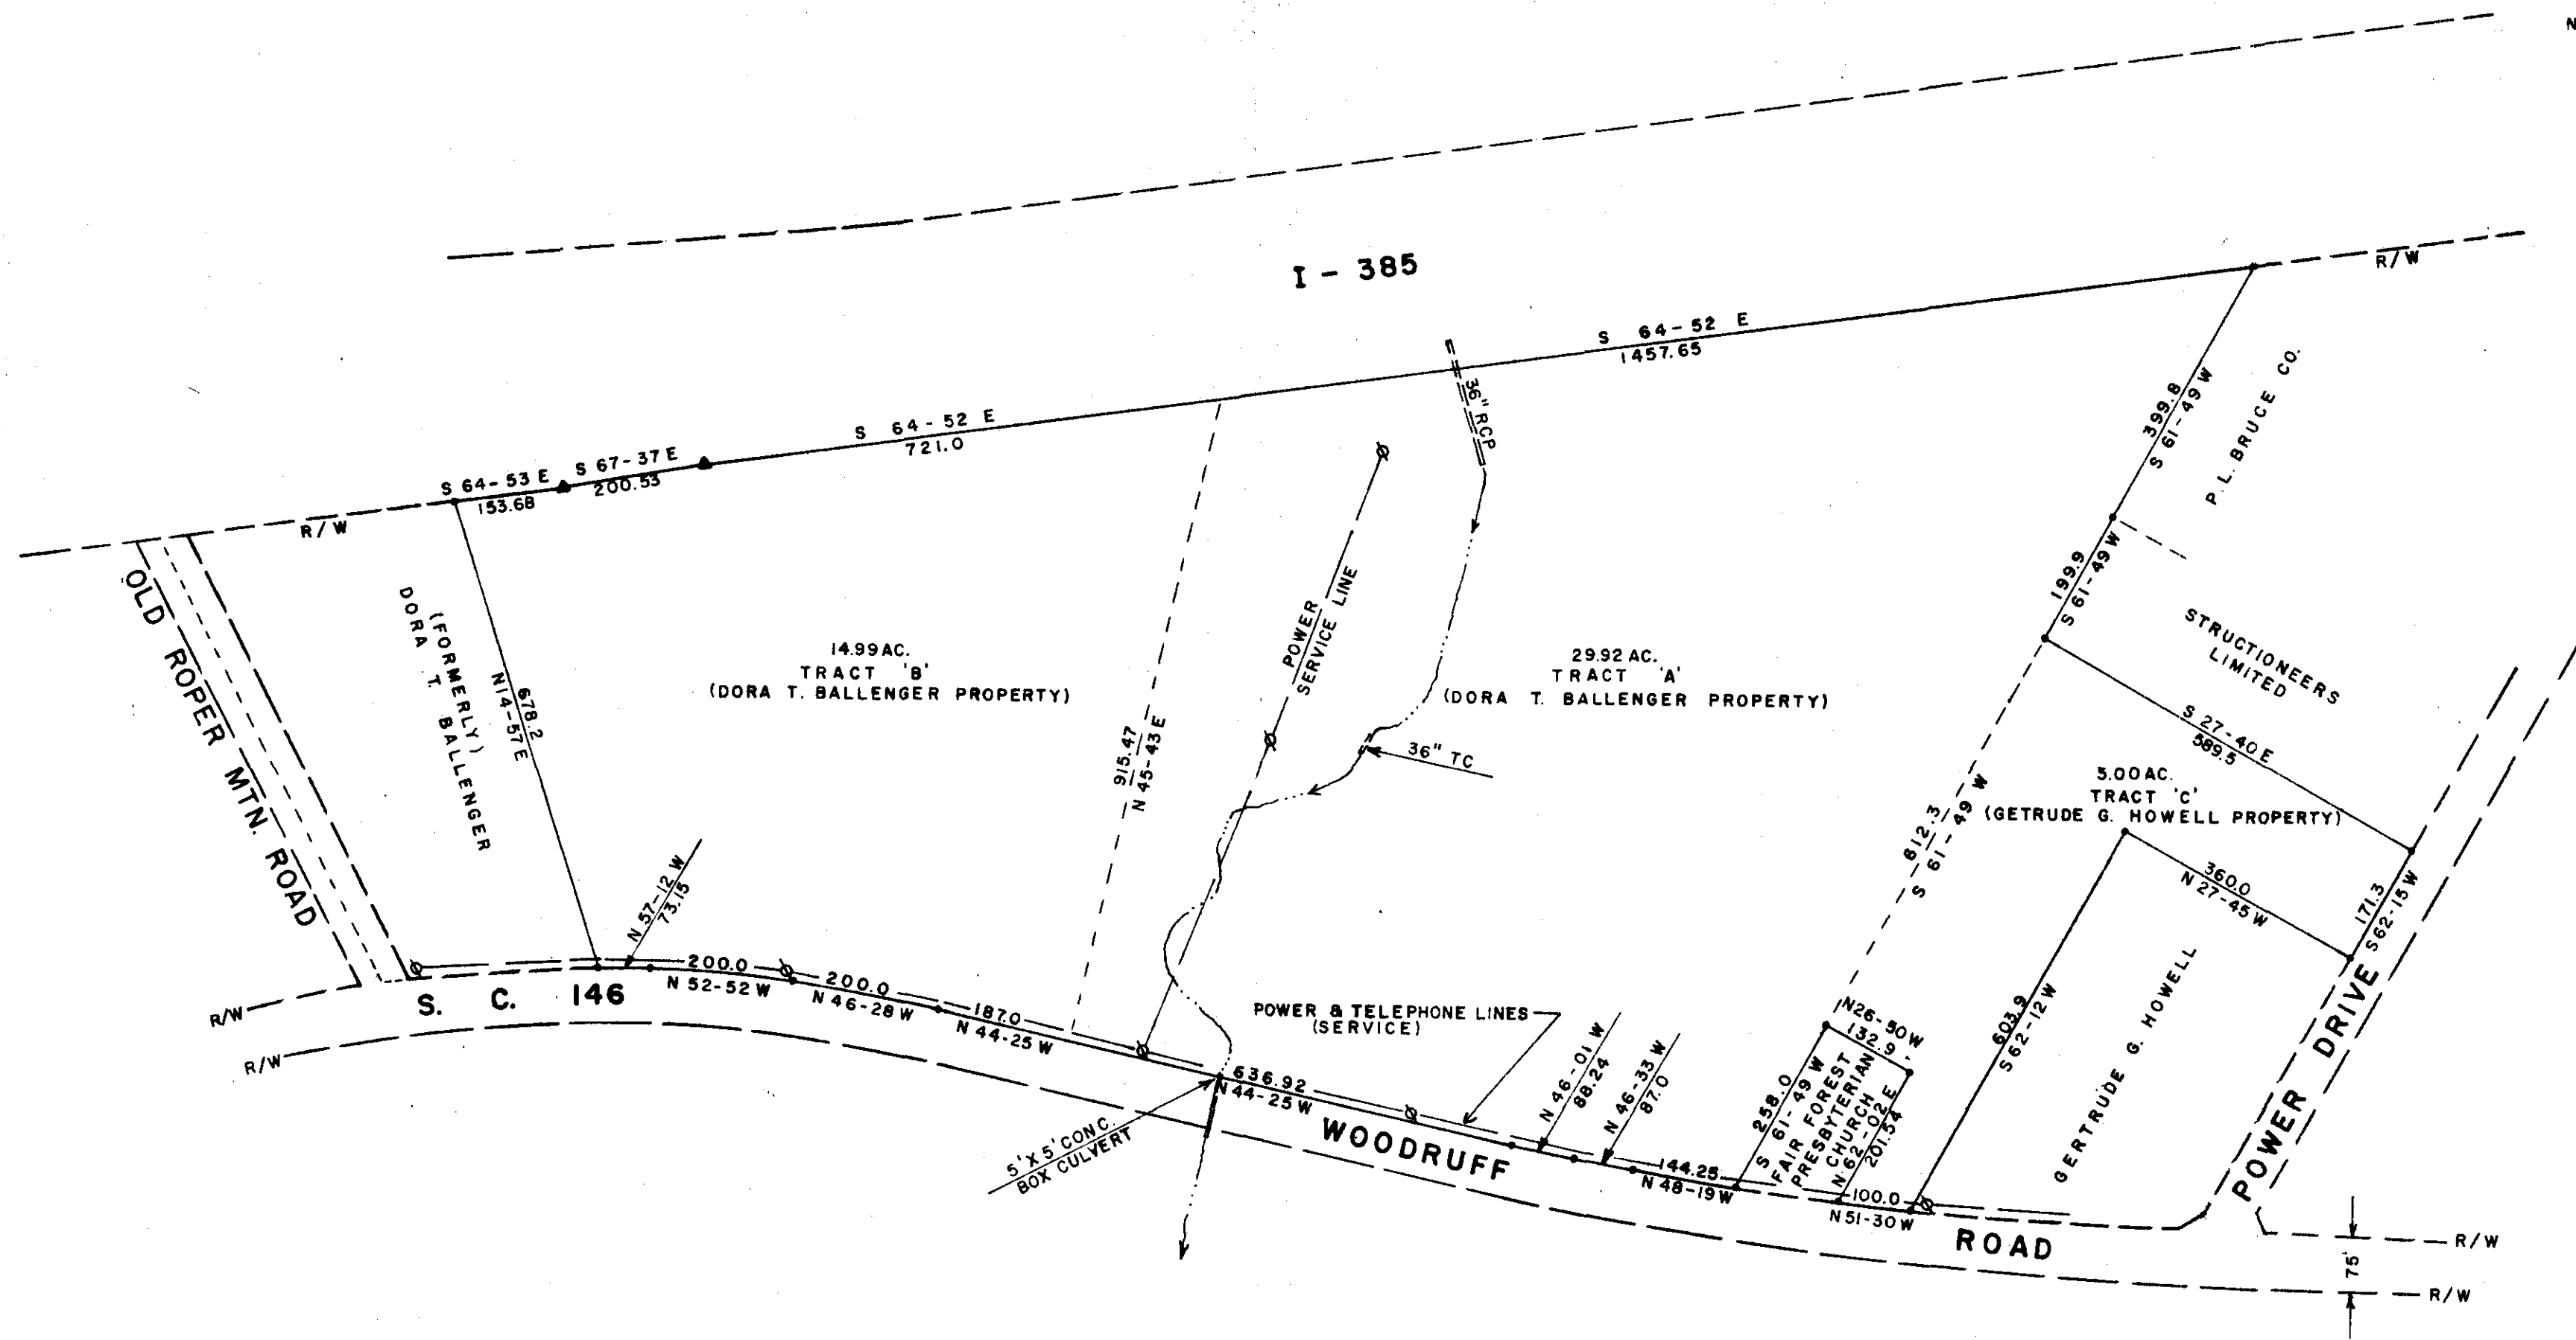 N
I - 385
R/W
S 64-52 E
1457.65
36" RCP
S 64-52 E
721.0
S 67-37 E
200.53
S 64-53 E
153.68
R/W
399.8
S 61-49 W
P. L. BRUCE CO.
199.9
S 61-49 W
STRUCTIONEERS
LIMITED
OLD ROPER MTN. ROAD
(FORMERLY)
DORA T. BALLENGER
678.2
N14-57E
14.99 AC.
TRACT 'B'
(DORA T. BALLENGER PROPERTY)
915.47
N 45-43 E
POWER
SERVICE LINE
29.92 AC.
TRACT 'A'
(DORA T. BALLENGER PROPERTY)
36" TC
S 27-40 E
589.5
5.00 AC.
TRACT 'C'
(GETRUDE G. HOWELL PROPERTY)
812.3
S 61-49 W
360.0
N 27-45 W
171.3
S 62-15 W
603.9
S 62-12 W
GERTRUDE G. HOWELL
POWER DRIVE
N 57-12 W
73.15
200.0
N 52-52 W
200.0
N 46-28 W
187.0
N 44-25 W
S. C. 146
R/W
R/W
POWER & TELEPHONE LINES
(SERVICE)
636.92
N 44-25 W
5'X 5' CONC.
BOX CULVERT
N 46-01 W
88.24
N 46-33 W
87.0
144.25
N 48-19 W
258.0
S 61-49 W
FAIR FOREST
PRESBYTERIAN
CHURCH
N 62-02 E
201.54
N26-50 W
132.9
100.0
N 51-30 W
WOODRUFF ROAD
R/W
75'
R/W